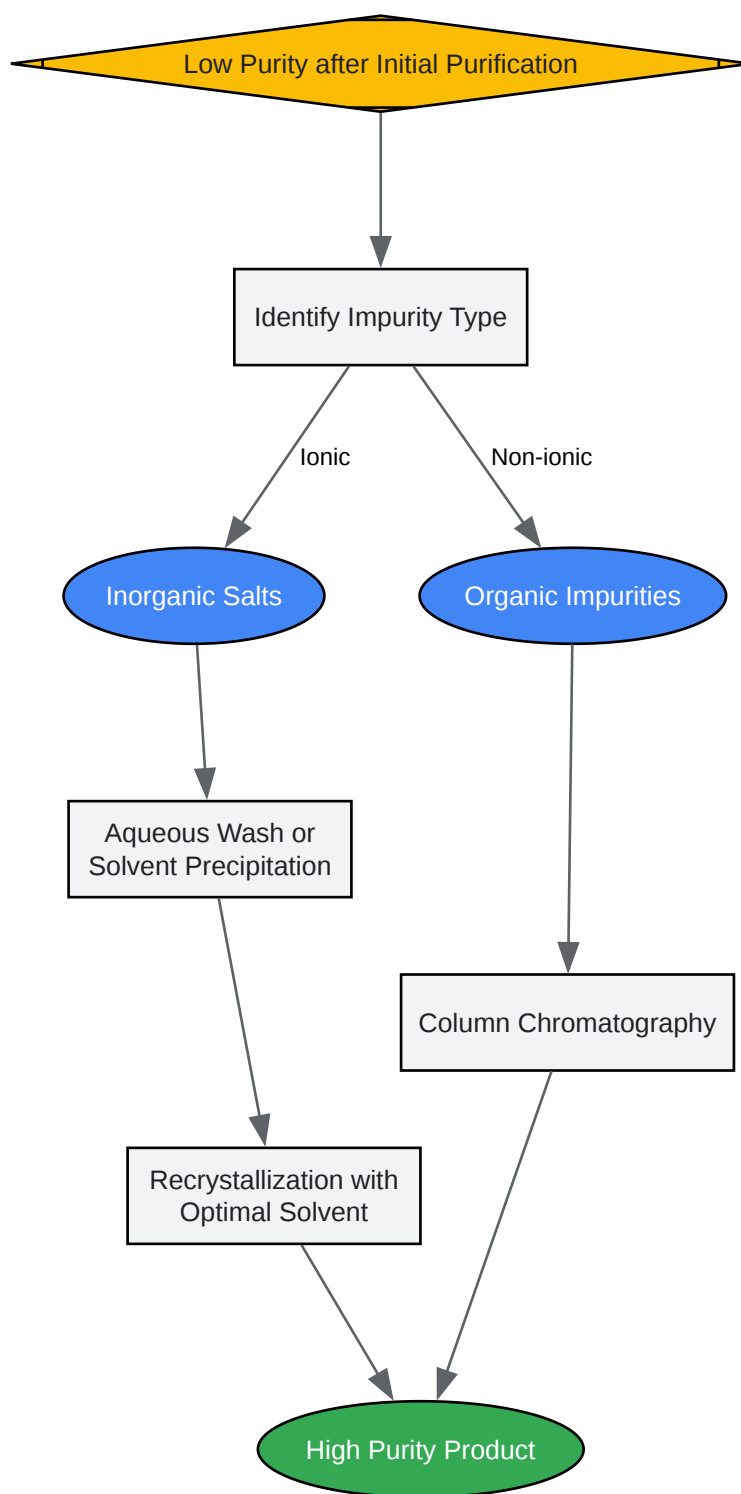 Low Purity after Initial Purification
Identify Impurity Type
Ionic
Non-ionic
Inorganic Salts
Organic Impurities
Aqueous Wash or
Solvent Precipitation
Column Chromatography
Recrystallization with
Optimal Solvent
High Purity Product